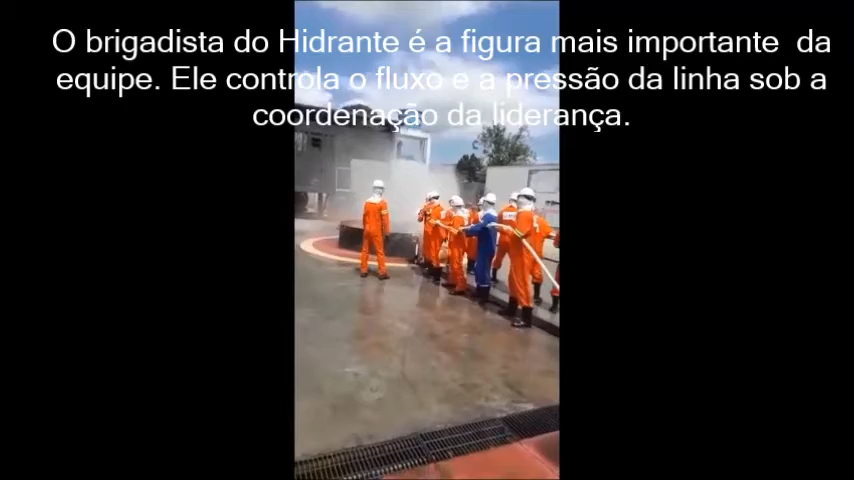 O brigadista do Hidrante é a figura mais importante  da
equipe. Ele controla o fluxo e a pressão da linha sob a
coordenação da liderança.